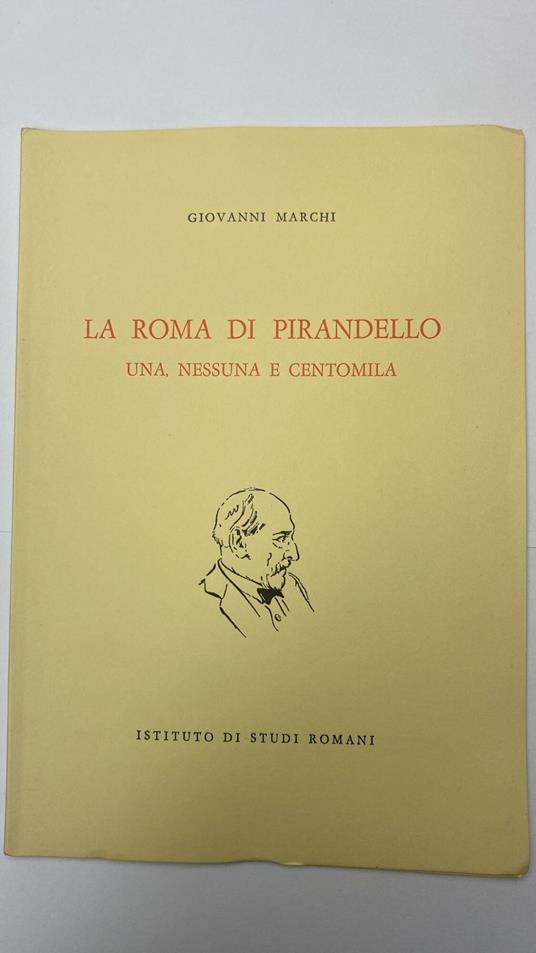 GIOVANNI MARCHI
LA ROMA DI PIRANDELLO
UNA, NESSUNA E CENTOMILA
ISTITUTO DI STUDI ROMANI